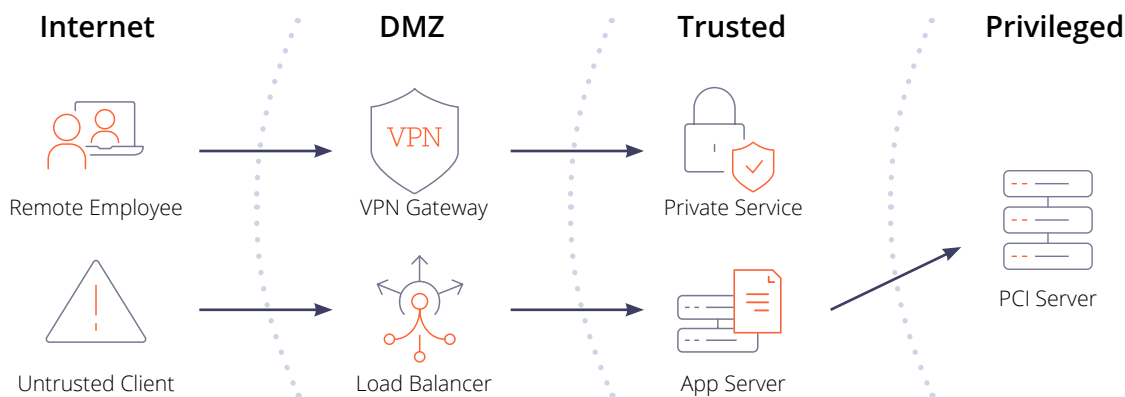 Internet
DMZ
Trusted
Privileged
VPN
Remote Employee
VPN Gateway
Private Service
PCI Server
Untrusted Client
Load Balancer
App Server